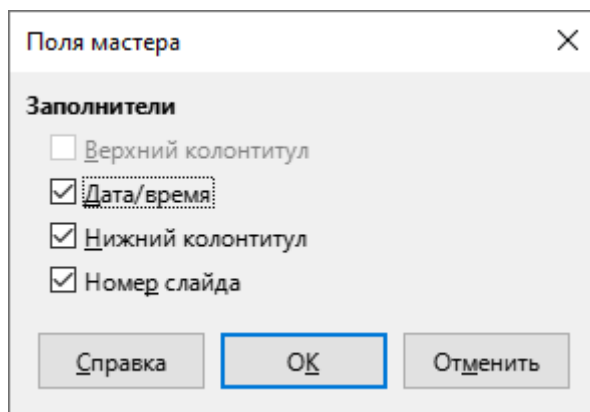 Поля мастера
Заполнители
Верхний колонтитул
Дата/время
Нижний колонтитул
Номер слайда
Справка
ОК
Отменить